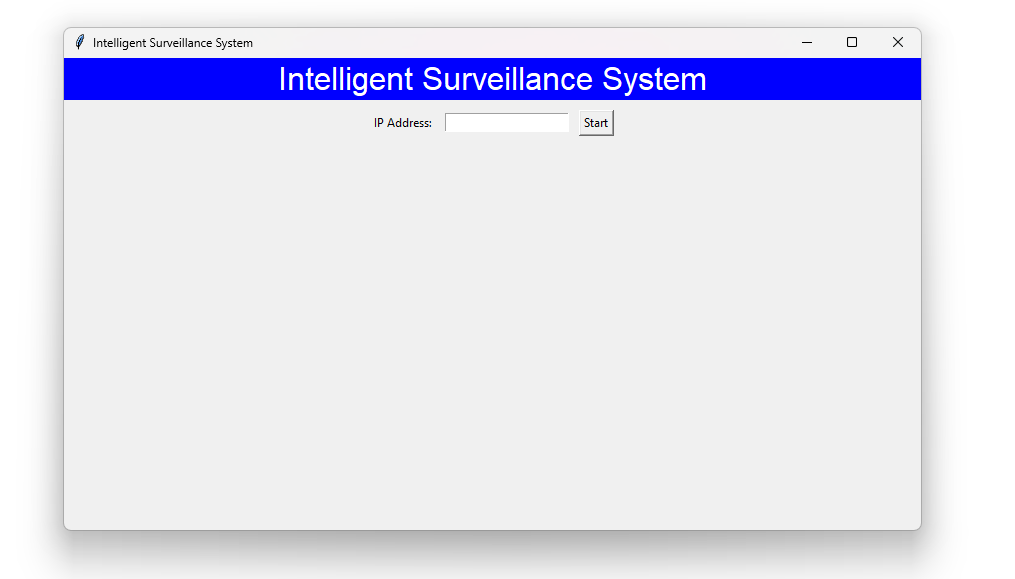 Intelligent Surveillance System
Intelligent Surveillance System
IP Address: Start